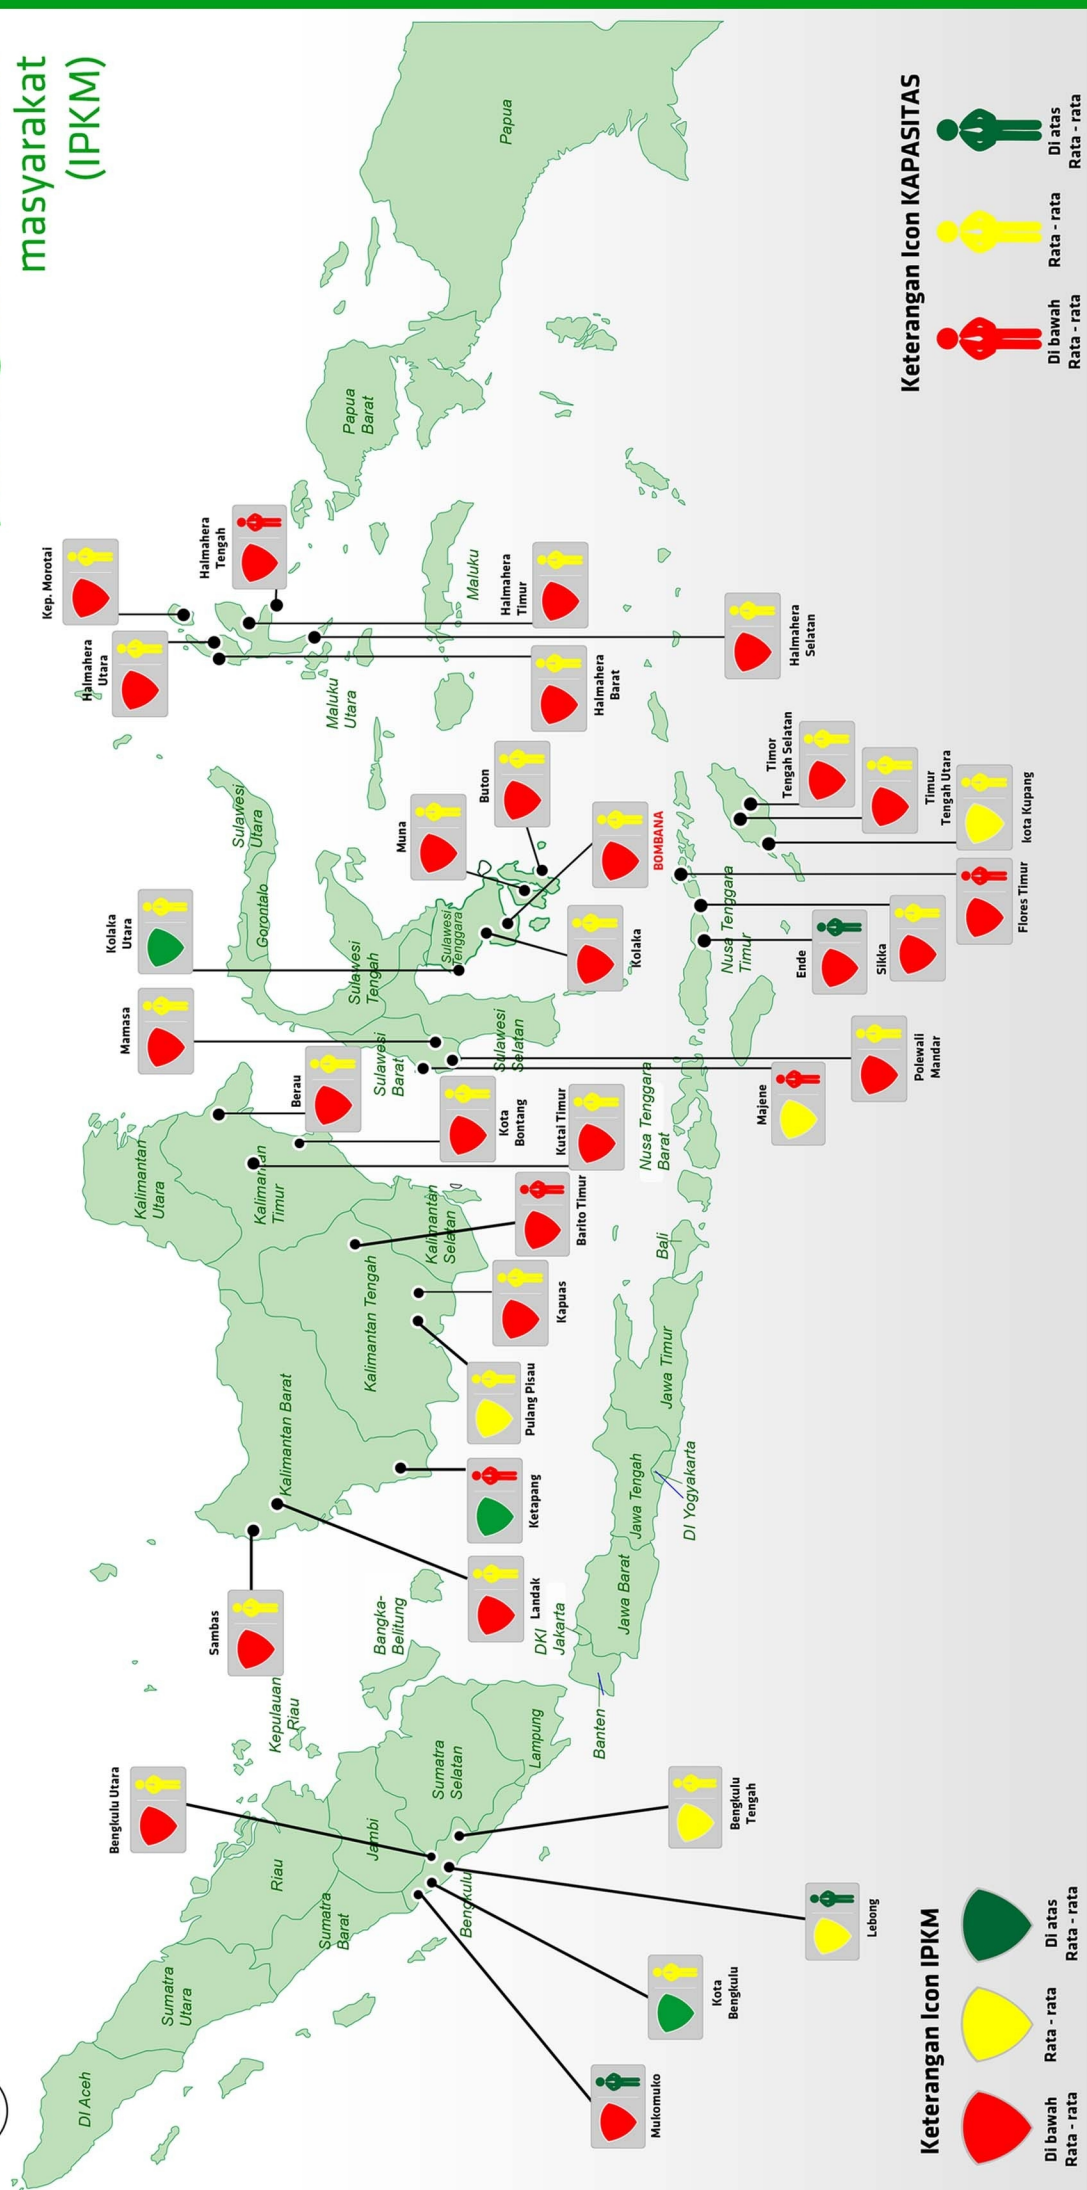 masyarakat
(IPKM)
DI Aceh
Sumatra
Utara
Riau
Sumatra
Barat
Jambi
Bengkulu
Sumatra
Selatan
Lampung
Kepulauan
Riau
Bangka-
Belitung
Banten
DKI
Jakarta
Jawa Barat
Jawa Tengah
DI Yogyakarta
Jawa Timur
Bali
Nusa Tenggara
Barat
Nusa Tenggara
Timur
Kalimantan Barat
Kalimantan Tengah
Kalimantan
Selatan
Kalimantan
Timur
Kalimantan
Utara
Sulawesi
Barat
Sulawesi
Selatan
Sulawesi
Tengah
Sulawesi
Tenggara
Gorontalo
Sulawesi
Utara
Maluku
Utara
Maluku
Papua
Barat
Papua
Bengkulu Utara
Mukomuko
Kota
Bengkulu
Lebong
Bengkulu
Tengah
Sambas
Landak
Ketapang
Pulang Pisau
Kapuas
Barito Timur
Kutai Timur
Kota
Bontang
Berau
Mamasa
Majene
Polewali
Mandar
Kolaka
Utara
Kolaka
BOMBANA
Muna
Buton
Ende
Sikka
Flores Timur
kota Kupang
Timur
Tengah Utara
Timor
Tengah Selatan
Halmahera
Utara
Kep. Morotai
Halmahera
Tengah
Halmahera
Timur
Halmahera
Barat
Halmahera
Selatan
Keterangan Icon IPKM
Di bawah
Rata - rata
Rata - rata
Di atas
Rata - rata
Keterangan Icon KAPASITAS
Di bawah
Rata - rata
Rata - rata
Di atas
Rata - rata